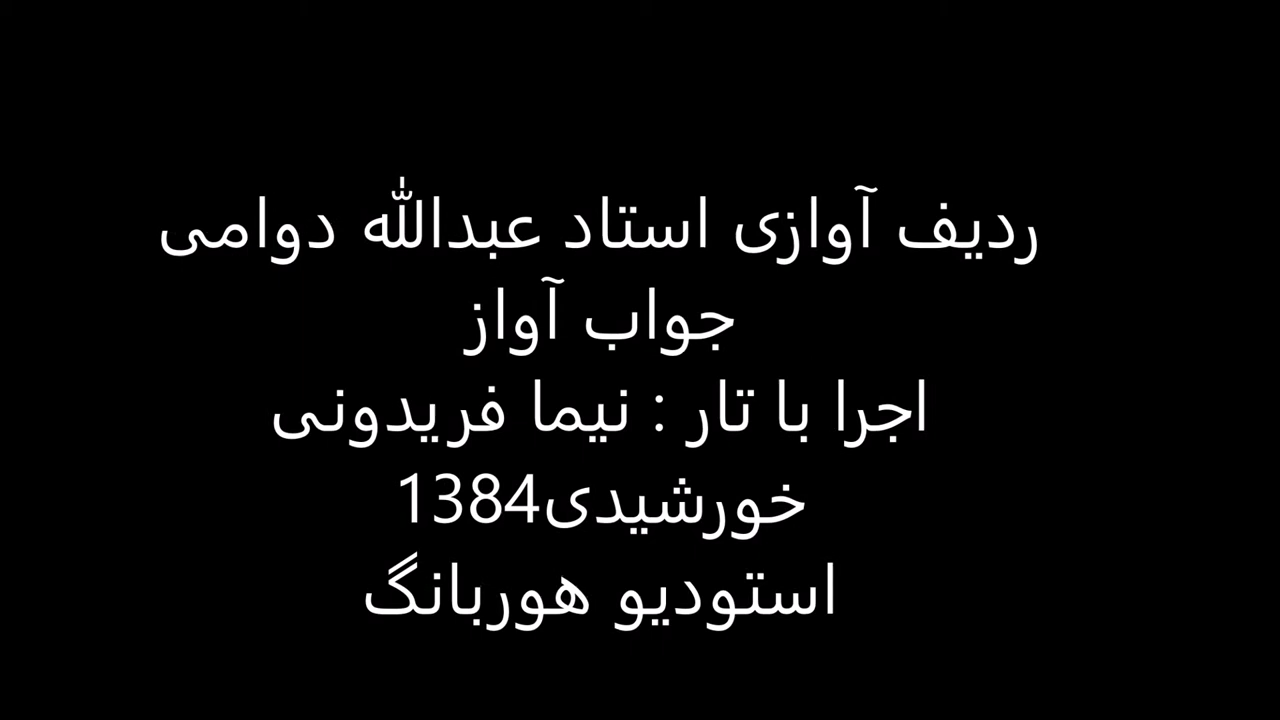 ردیف آوازی استاد عبدالله دوامی
جواب آواز
اجرا با تار : نیما فریدونی
خورشیدی1384
استودیو هوربانگ